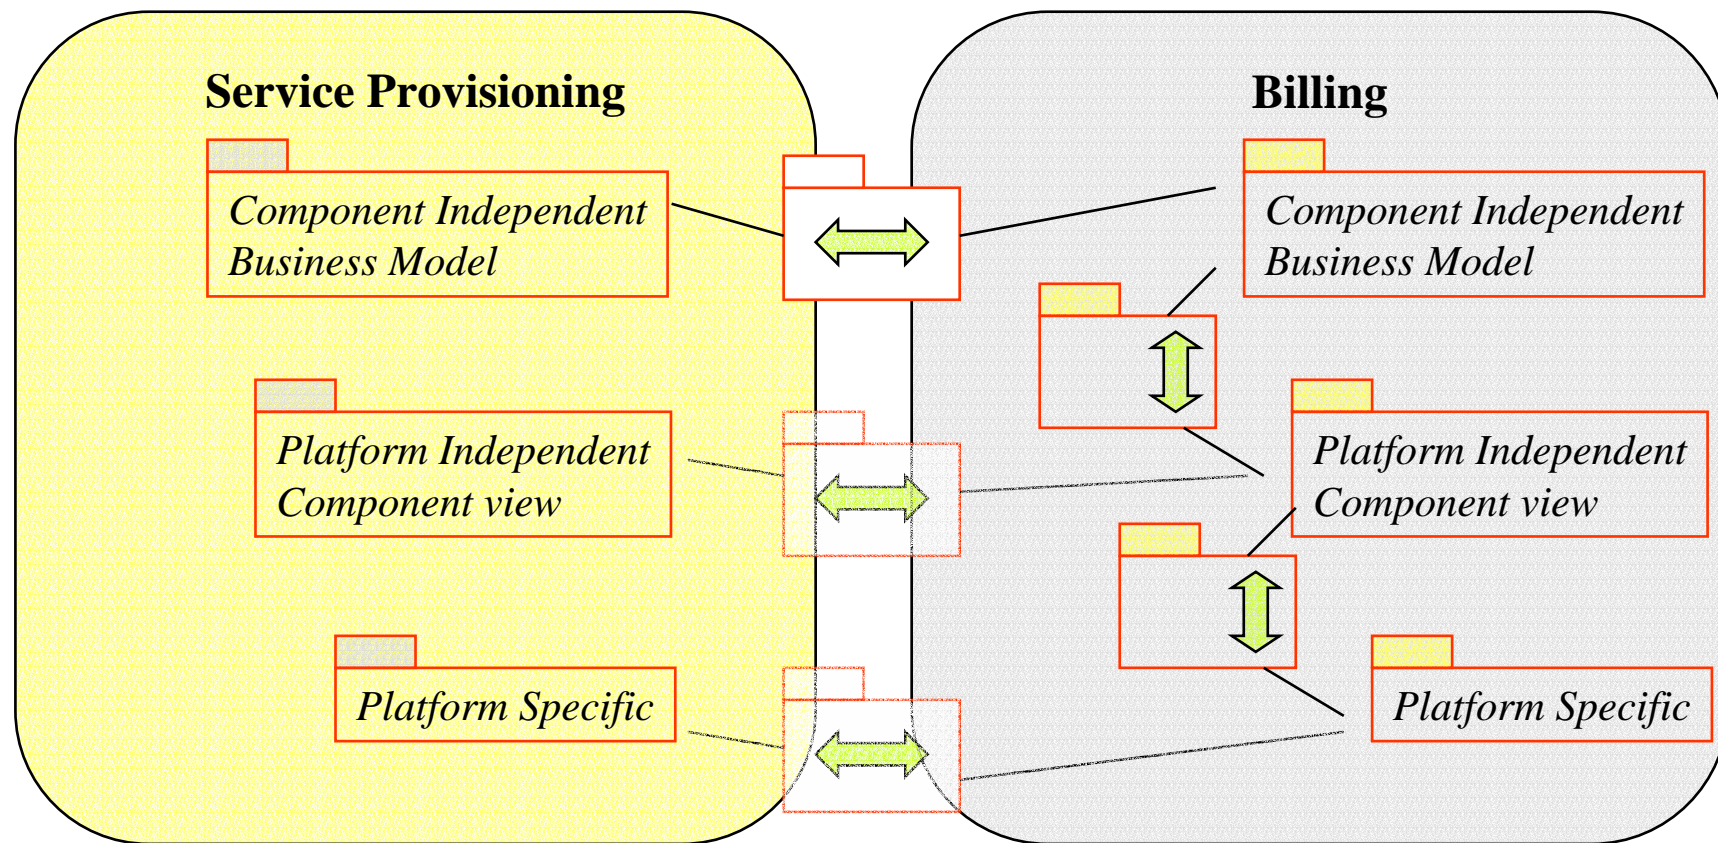 Service Provisioning
Component Independent
Business Model
Platform Independent
Component view
Platform Specific
Billing
Component Independent
Business Model
Platform Independent
Component view
Platform Specific